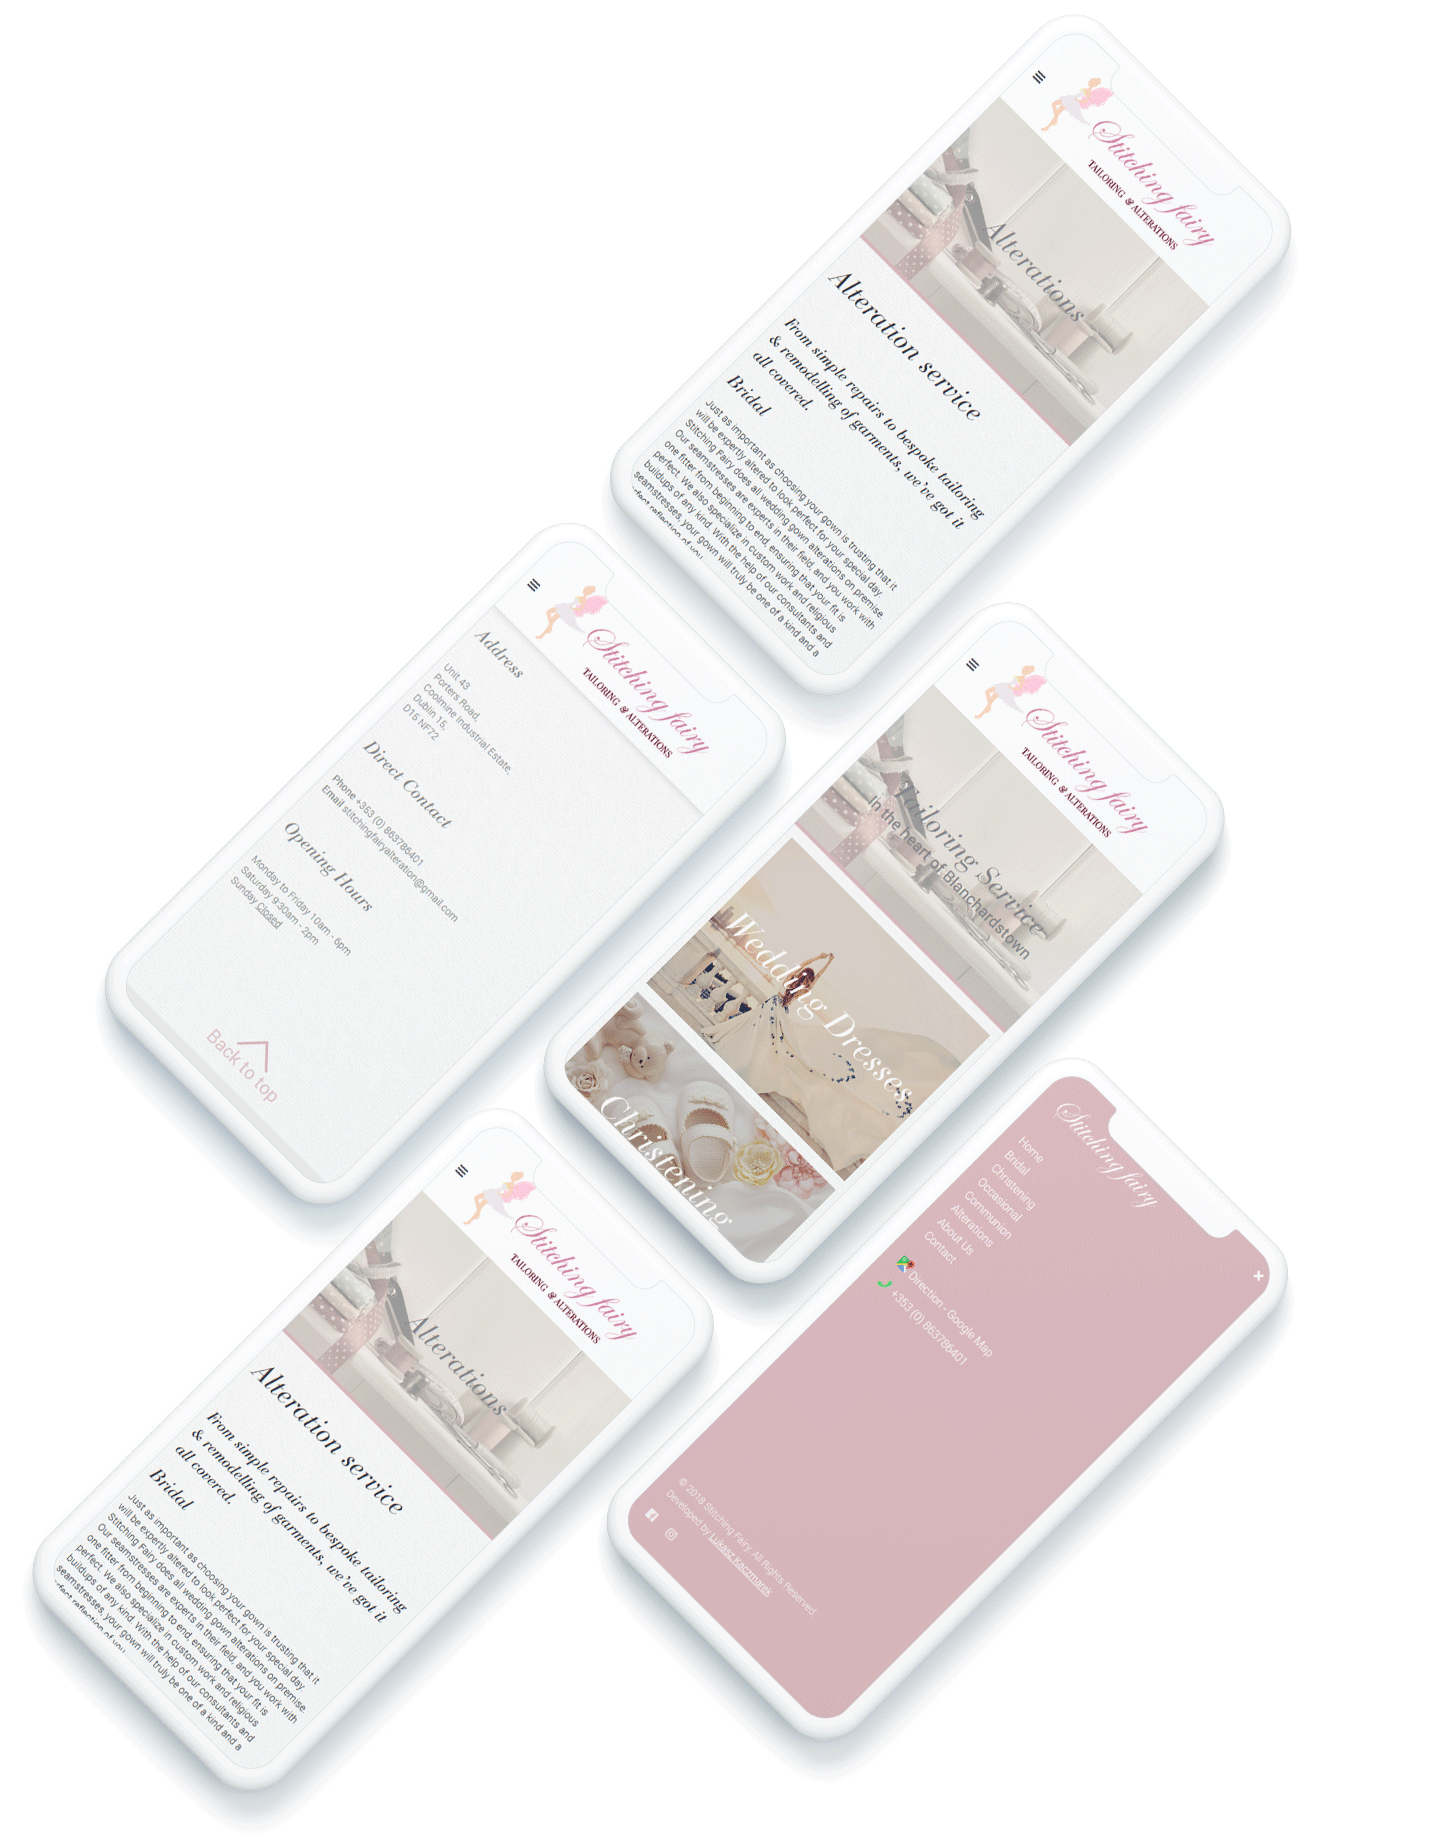 Stitching fairy
TAILORING & ALTERATIONS
Alterations
Alteration service
From simple repairs to bespoke tailoring
& remodelling of garments, we've got it
all covered.
Bridal
Just as important as choosing your gown is trusting that it
will be expertly altered to look perfect for your special day.
Stitching Fairy does all wedding gown alterations on premise.
Our seamstresses are experts in their field, and you work with
one fitter from beginning to end, ensuring that your fit is
perfect. We also specialize in custom work and religious
buildups of any kind. With the help of our consultants and
seamstresses, your gown will truly be one of a kind and a
reflection of you.
Stitching fairy
TAILORING & ALTERATIONS
Address
Unit 43
Porters Road,
Coolmine Industrial Estate,
Dublin 15,
D15 NF72
Direct Contact
Phone +353 (0) 863786401
Email stitchingfairyalteration@gmail.com
Opening Hours
Monday to Friday 10am - 6pm
Saturday 9:30am - 2pm
Sunday Closed
Back to top
Stitching fairy
TAILORING & ALTERATIONS
Tailoring Service
in the heart of Blanchardstown
Wedding Dresses
Christening
Stitching fairy
Home
Bridal
Christening
Occasional
Communion
Alterations
About Us
Contact
Direction - Google Map
+353 (0) 863786401
© 2018 Stitching Fairy. All Rights Reserved
Developed by Lukasz Kaczmarek
Stitching fairy
TAILORING & ALTERATIONS
Alterations
Alteration service
From simple repairs to bespoke tailoring
& remodelling of garments, we've got it
all covered.
Bridal
Just as important as choosing your gown is trusting that it
will be expertly altered to look perfect for your special day.
Stitching Fairy does all wedding gown alterations on premise.
Our seamstresses are experts in their field, and you work with
one fitter from beginning to end, ensuring that your fit is
perfect. We also specialize in custom work and religious
buildups of any kind. With the help of our consultants and
seamstresses, your gown will truly be one of a kind and a
reflection of you.